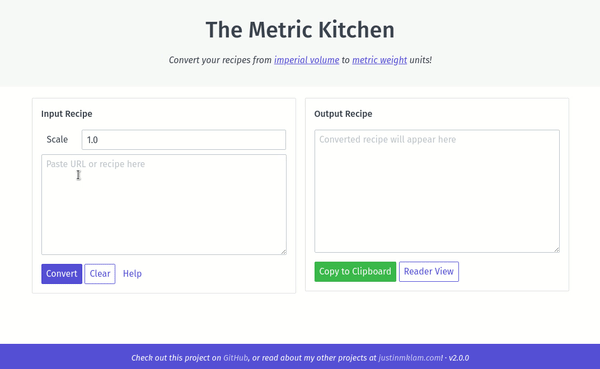 The Metric Kitchen
Convert your recipes from imperial volume to metric weight units!
Input Recipe
Scale 1.0
Paste URL or recipe here
Convert Clear Help
Output Recipe
Converted recipe will appear here
Copy to Clipboard Reader View
Check out this project on GitHub, or read about my other projects at justinmklam.com! · v2.0.0